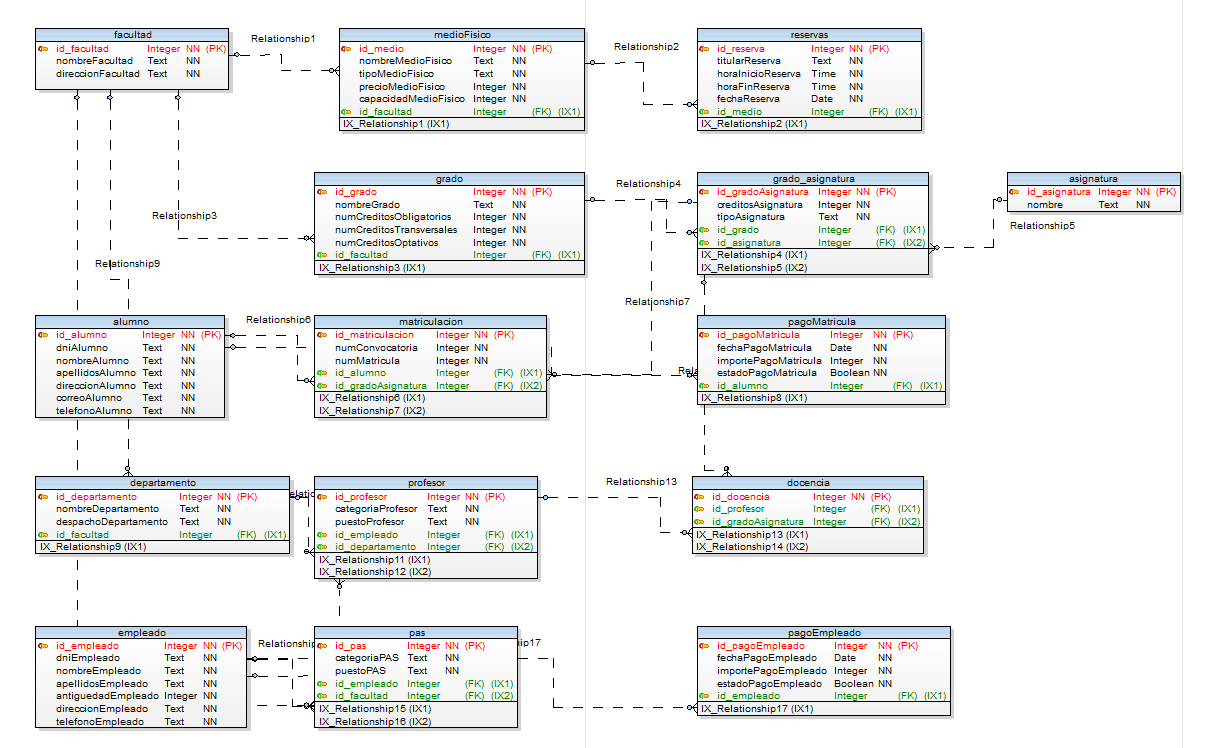 facultad
id_facultad Integer NN (PK)
nombreFacultad Text NN
direccionFacultad Text NN
Relationship1
medioFisico
id_medio Integer NN (PK)
nombreMedioFisico Text NN
tipoMedioFisico Text NN
precioMedioFisico Integer NN
capacidadMedioFisico Integer NN
id_facultad Integer (FK) (IX1)
IX_Relationship1 (IX1)
Relationship2
reservas
id_reserva Integer NN (PK)
titularReserva Text NN
horaInicioReserva Time NN
horaFinReserva Time NN
fechaReserva Date NN
id_medio Integer (FK) (IX1)
IX_Relationship2 (IX1)
Relationship3
grado
id_grado Integer NN (PK)
nombreGrado Text NN
numCreditosObligatorios Integer NN
numCreditosTransversales Integer NN
numCreditosOptativos Integer NN
id_facultad Integer (FK) (IX1)
IX_Relationship3 (IX1)
Relationship4
grado_asignatura
id_gradoAsignatura Integer NN (PK)
creditosAsignatura Integer NN
tipoAsignatura Text NN
id_grado Integer (FK) (IX1)
id_asignatura Integer (FK) (IX2)
IX_Relationship4 (IX1)
IX_Relationship5 (IX2)
asignatura
id_asignatura Integer NN (PK)
nombre Text NN
Relationship5
Relationship9
Relationship7
alumno
id_alumno Integer NN (PK)
dniAlumno Text NN
nombreAlumno Text NN
apellidosAlumno Text NN
direccionAlumno Text NN
correoAlumno Text NN
telefonoAlumno Text NN
Relationship6
matriculacion
id_matriculacion Integer NN (PK)
numConvocatoria Integer NN
numMatricula Integer NN
id_alumno Integer (FK) (IX1)
id_gradoAsignatura Integer (FK) (IX2)
IX_Relationship6 (IX1)
IX_Relationship7 (IX2)
Rela
pagoMatricula
id_pagoMatricula Integer NN (PK)
fechaPagoMatricula Date NN
importePagoMatricula Integer NN
estadoPagoMatricula Boolean NN
id_alumno Integer (FK) (IX1)
IX_Relationship8 (IX1)
departamento
id_departamento Integer NN (PK)
nombreDepartamento Text NN
despachoDepartamento Text NN
id_facultad Integer (FK) (IX1)
IX_Relationship9 (IX1)
elatio
profesor
id_profesor Integer NN (PK)
categoriaProfesor Text NN
puestoProfesor Text NN
id_empleado Integer (FK) (IX1)
id_departamento Integer (FK) (IX2)
IX_Relationship11 (IX1)
IX_Relationship12 (IX2)
Relationship13
docencia
id_docencia Integer NN (PK)
id_profesor Integer (FK) (IX1)
id_gradoAsignatura Integer (FK) (IX2)
IX_Relationship13 (IX1)
IX_Relationship14 (IX2)
empleado
id_empleado Integer NN (PK)
dniEmpleado Text NN
nombreEmpleado Text NN
apellidosEmpleado Text NN
antiguedadEmpleado Integer NN
direccionEmpleado Text NN
telefonoEmpleado Text NN
Relationship
pas
id_pas Integer NN (PK)
categoriaPAS Text NN
puestoPAS Text NN
id_empleado Integer (FK) (IX1)
id_facultad Integer (FK) (IX2)
IX_Relationship15 (IX1)
IX_Relationship16 (IX2)
hip17
pagoEmpleado
id_pagoEmpleado Integer NN (PK)
fechaPagoEmpleado Date NN
importePagoEmpleado Integer NN
estadoPagoEmpleado Boolean NN
id_empleado Integer (FK) (IX1)
IX_Relationship17 (IX1)